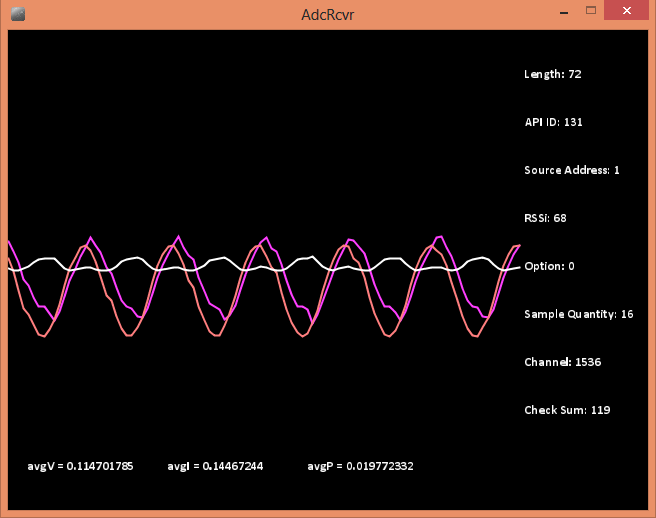 AdcRcvr
Length: 72
API ID: 131
Source Address: 1
RSSI: 68
Option: 0
Sample Quantity: 16
Channel: 1536
Check Sum: 119
avgV = 0.114701785 avgI = 0.14467244 avgP = 0.019772332